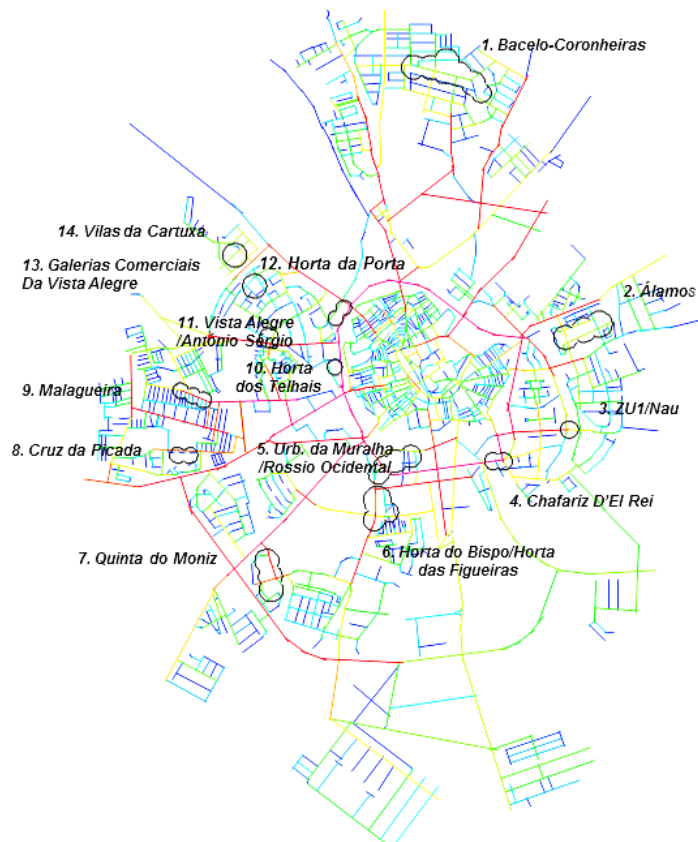 1. Bacelo-Coronheiras
14. Vilas da Cartuxa
13. Galerias Comerciais
Da Vista Alegre
12. Horta da Porta
2. Álamos
11. Vista Alegre
/António Sérgio
10. Horta
dos Telhais
9. Malagueira
3. ZU1/Nau
8. Cruz da Picada
5. Urb. da Muralha
/Rossio Ocidental
4. Chafariz D'El Rei
7. Quinta do Moniz
6. Horta do Bispo/Horta
das Figueiras